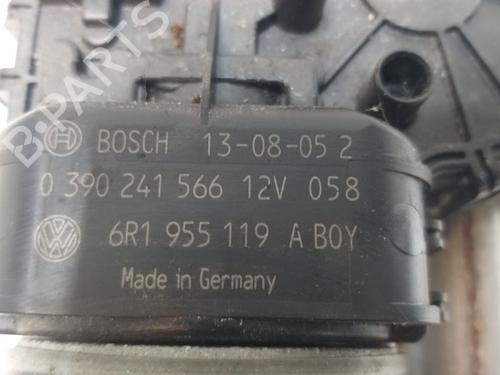 BOSCH 13-08-05 2
0 390 241 566 12V 058
6R1 955 119 A BOY
Made in Germany
B-Parts